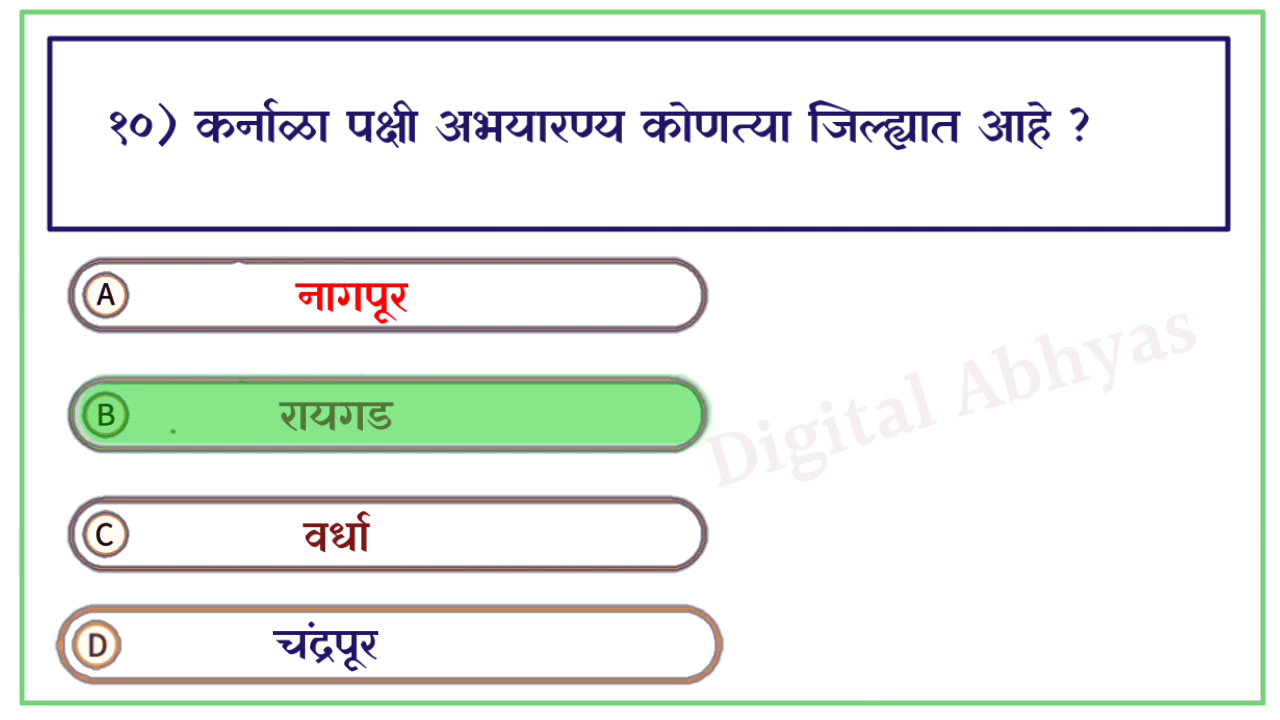 १०) कर्नाळा पक्षी अभयारण्य कोणत्या जिल्ह्यात आहे ?
A नागपूर
B रायगड
C वर्धा
D चंद्रपूर
Digital Abhyas